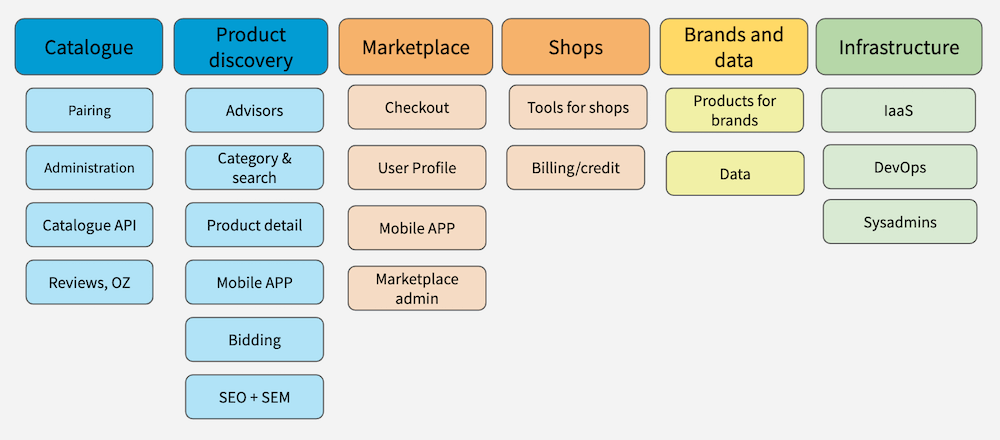 Catalogue
Pairing
Administration
Catalogue API
Reviews, OZ
Product
discovery
Advisors
Category &
search
Product detail
Mobile APP
Bidding
SEO + SEM
Marketplace
Checkout
User Profile
Mobile APP
Marketplace
admin
Shops
Tools for shops
Billing/credit
Brands and
data
Products for
brands
Data
Infrastructure
IaaS
DevOps
Sysadmins